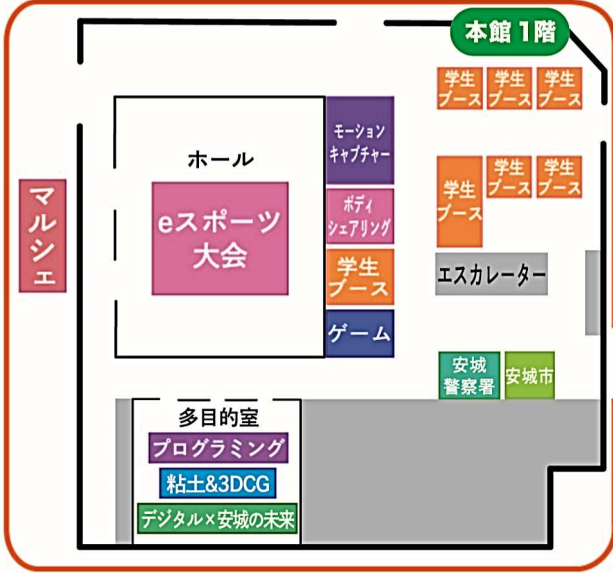 本館 1階
学生
ブース
学生
ブース
学生
ブース
モーション
キャプチャー
ホール
学生
ブース
学生
ブース
学生
ブース
マルシェ
eスポーツ
大会
ボディ
シェアリング
学生
ブース
エスカレーター
ゲーム
安城
警察署
安城市
多目的室
プログラミング
粘土&3DCG
デジタル×安城の未来